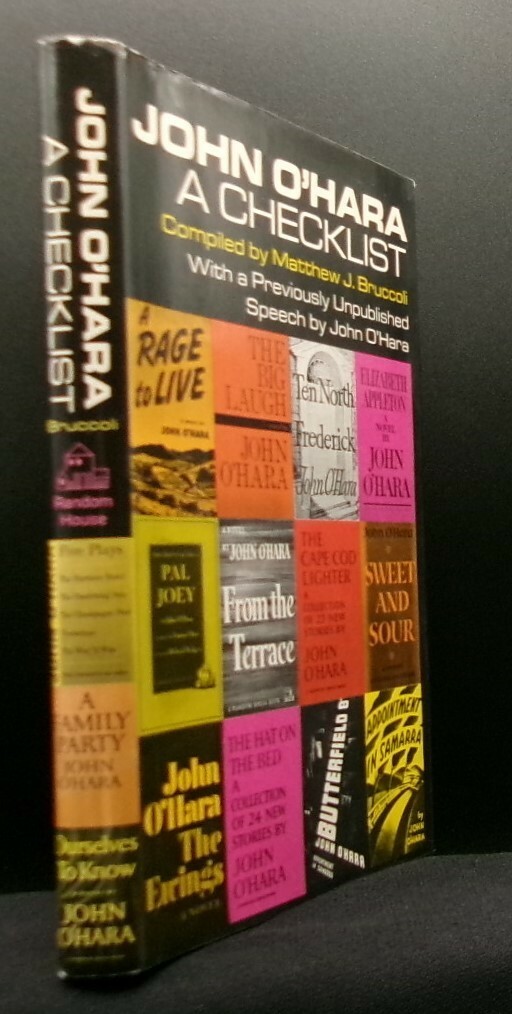 JOHN O'HARA
A CHECKLIST
Bruccoli
Random
House
Five Plays
A
FAMILY
PARTY
JOHN
O'HARA
Ourselves
To Know
JOHN
O'HARA
JOHN O'HARA
A CHECKLIST
Compiled by Matthew J. Bruccoli
With a Previously Unpublished
Speech by John O'Hara
A
RAGE
to LIVE
JOHN O'HARA
THE
BIG
LAUGH
JOHN
O'HARA
Ten North
Frederick
John O'Hara
ELIZABETH
APPLETON
A
NOVEL
BY
JOHN
O'HARA
PAL
JOEY
A NOVEL
BY JOHN O'HARA
From the
Terrace
THE
CAPE COD
LIGHTER
A
COLLECTION
OF 23 NEW
STORIES BY
JOHN
O'HARA
John O'Hara
SWEET
AND
SOUR
John
O'Hara
The
Ewings
A NOVEL
THE HAT ON
THE BED
A
COLLECTION
OF 24 NEW
STORIES BY
JOHN
O'HARA
BUTTERFIELD 8
JOHN O'HARA
APPOINTMENT
IN SAMARRA
by
JOHN
O'HARA